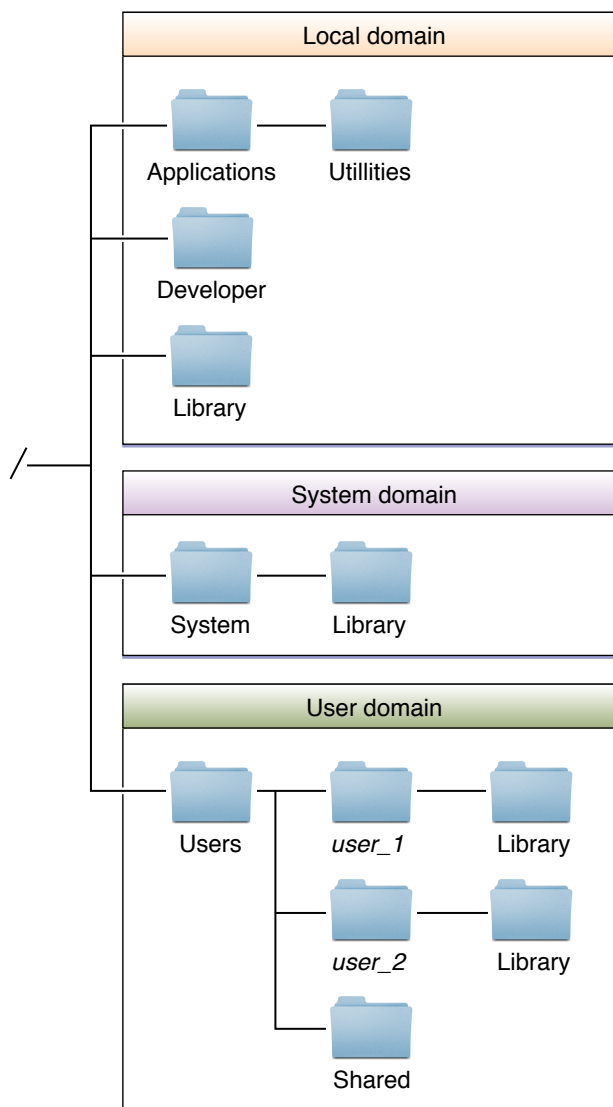 Local domain
Applications
Utillities
Developer
Library
/
System domain
System
Library
User domain
Users
user_1
Library
user_2
Library
Shared